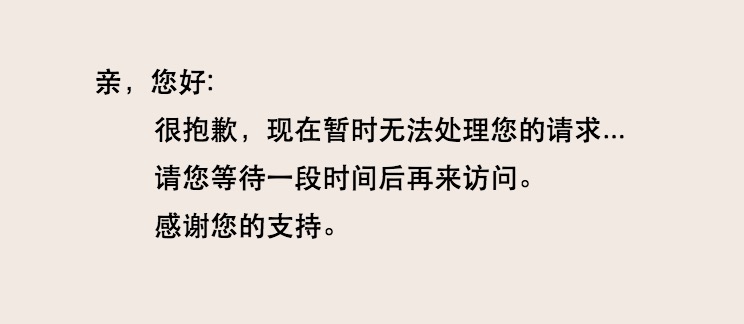 亲，您好:
很抱歉，现在暂时无法处理您的请求...
请您等待一段时间后再来访问。
感谢您的支持。